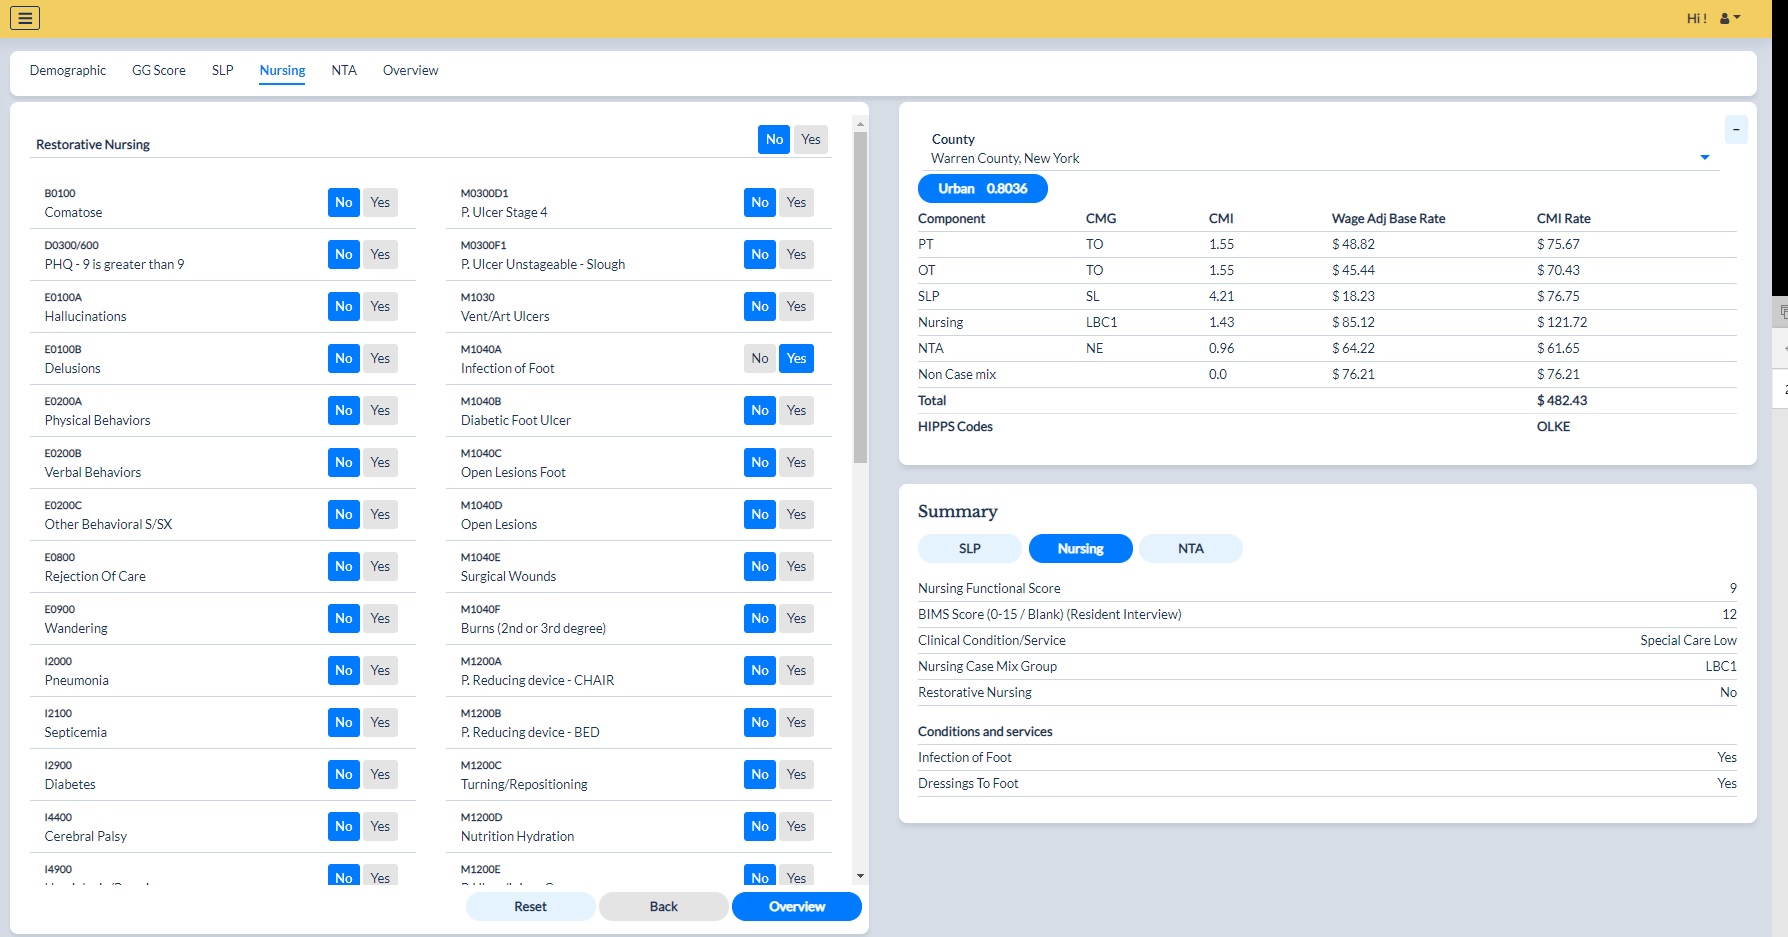 Hi !
Demographic GG Score SLP Nursing NTA Overview
Restorative Nursing No Yes
B0100
Comatose No Yes
D0300/600
PHQ - 9 is greater than 9 No Yes
E0100A
Hallucinations No Yes
E0100B
Delusions No Yes
E0200A
Physical Behaviors No Yes
E0200B
Verbal Behaviors No Yes
E0200C
Other Behavioral S/SX No Yes
E0800
Rejection Of Care No Yes
E0900
Wandering No Yes
I2000
Pneumonia No Yes
I2100
Septicemia No Yes
I2900
Diabetes No Yes
I4400
Cerebral Palsy No Yes
I4900
No Yes
M0300D1
P. Ulcer Stage 4 No Yes
M0300F1
P. Ulcer Unstageable - Slough No Yes
M1030
Vent/Art Ulcers No Yes
M1040A
Infection of Foot No Yes
M1040B
Diabetic Foot Ulcer No Yes
M1040C
Open Lesions Foot No Yes
M1040D
Open Lesions No Yes
M1040E
Surgical Wounds No Yes
M1040F
Burns (2nd or 3rd degree) No Yes
M1200A
P. Reducing device - CHAIR No Yes
M1200B
P. Reducing device - BED No Yes
M1200C
Turning/Repositioning No Yes
M1200D
Nutrition Hydration No Yes
M1200E
No Yes
Reset Back Overview
County
Warren County, New York
Urban 0.8036
Component CMG CMI Wage Adj Base Rate CMI Rate
PT TO 1.55 $ 48.82 $ 75.67
OT TO 1.55 $ 45.44 $ 70.43
SLP SL 4.21 $ 18.23 $ 76.75
Nursing LBC1 1.43 $ 85.12 $ 121.72
NTA NE 0.96 $ 64.22 $ 61.65
Non Case mix 0.0 $ 76.21 $ 76.21
Total $ 482.43
HIPPS Codes OLKE
Summary
SLP Nursing NTA
Nursing Functional Score 9
BIMS Score (0-15 / Blank) (Resident Interview) 12
Clinical Condition/Service Special Care Low
Nursing Case Mix Group LBC1
Restorative Nursing No
Conditions and services
Infection of Foot Yes
Dressings To Foot Yes